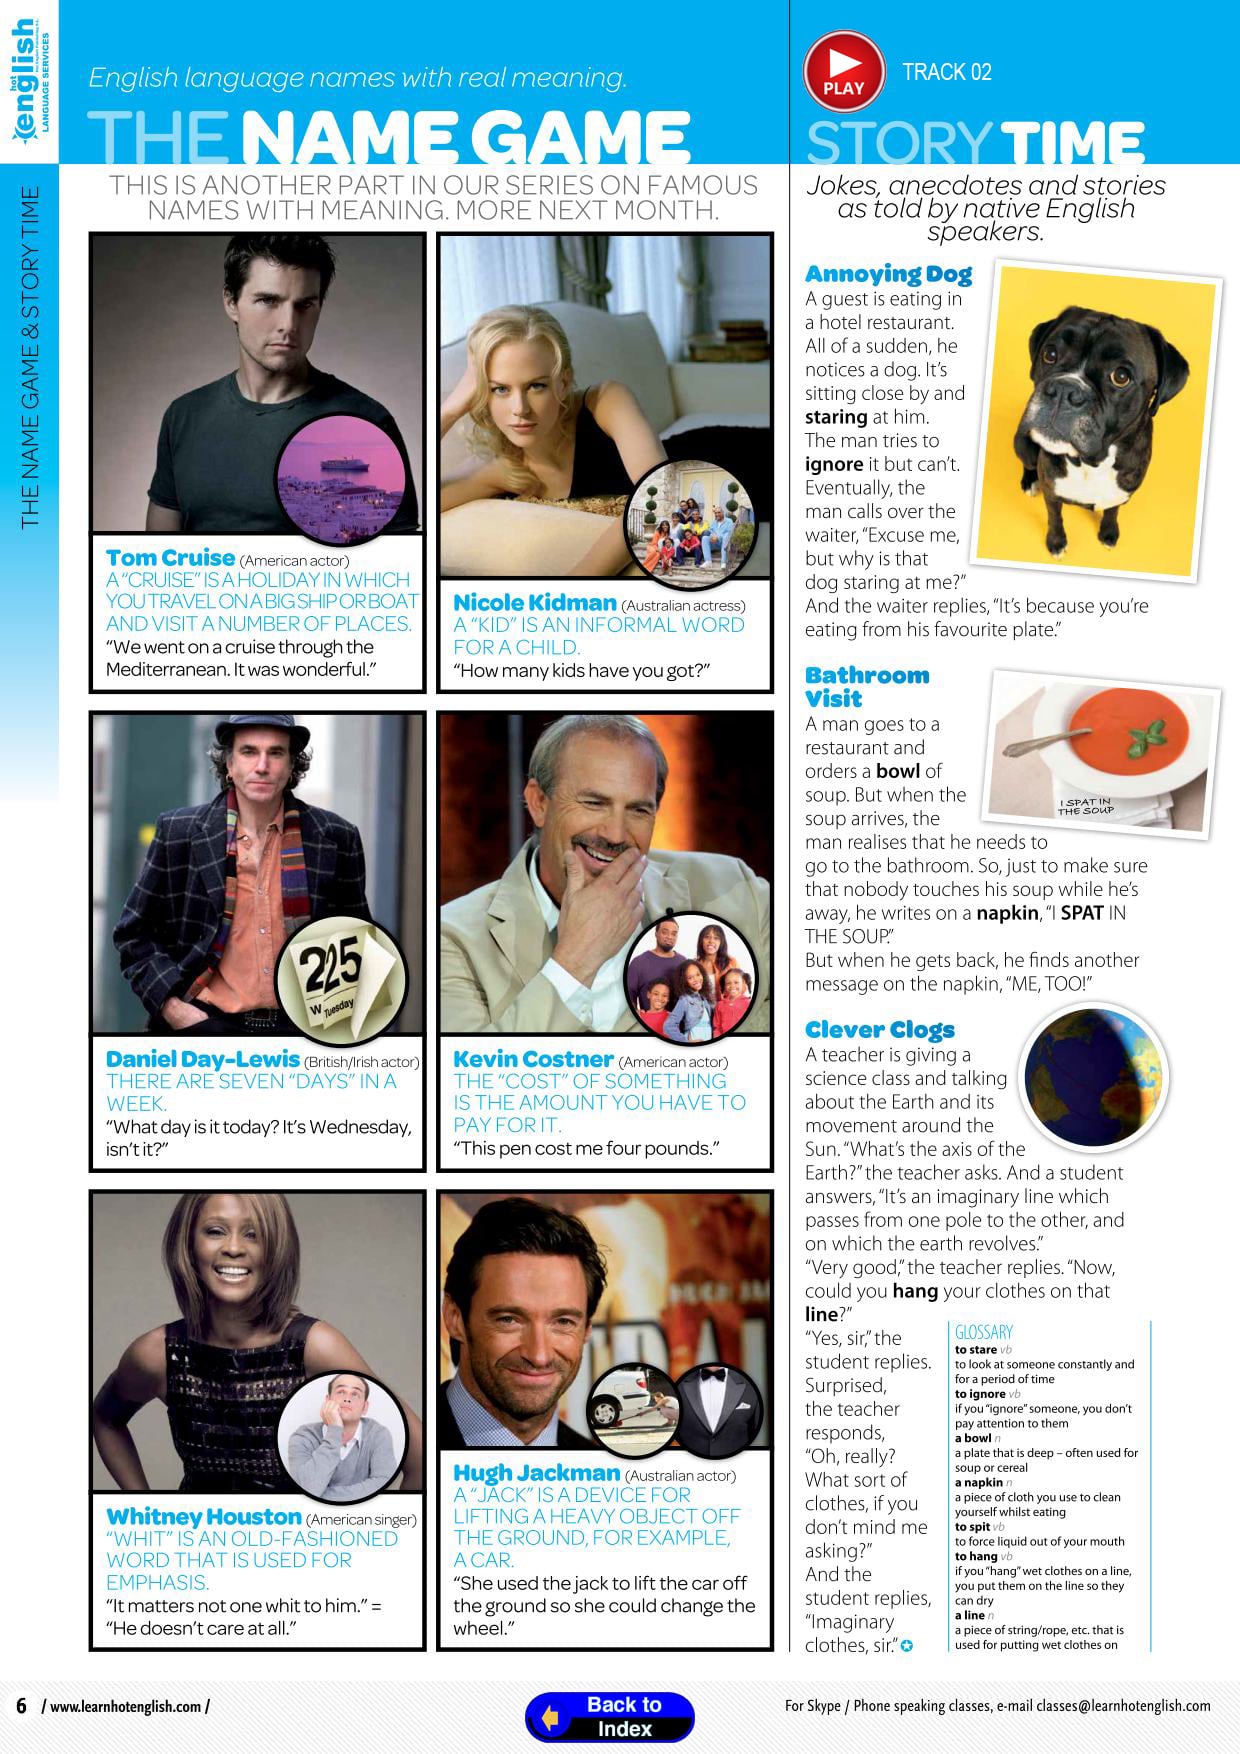 hot
english
LANGUAGE SERVICES
THE NAME GAME & STORY TIME
English language names with real meaning.
THE NAME GAME
THIS IS ANOTHER PART IN OUR SERIES ON FAMOUS
NAMES WITH MEANING. MORE NEXT MONTH.
Tom Cruise (American actor)
A "CRUISE" IS A HOLIDAY IN WHICH
YOU TRAVEL ON A BIG SHIP OR BOAT
AND VISIT A NUMBER OF PLACES.
"We went on a cruise through the
Mediterranean. It was wonderful."
Nicole Kidman (Australian actress)
A "KID" IS AN INFORMAL WORD
FOR A CHILD.
"How many kids have you got?"
225
W Tuesday
Daniel Day-Lewis (British/Irish actor)
THERE ARE SEVEN "DAYS" IN A
WEEK.
"What day is it today? It's Wednesday,
isn't it?"
Kevin Costner (American actor)
THE "COST" OF SOMETHING
IS THE AMOUNT YOU HAVE TO
PAY FOR IT.
"This pen cost me four pounds."
Whitney Houston (American singer)
"WHIT" IS AN OLD-FASHIONED
WORD THAT IS USED FOR
EMPHASIS.
"It matters not one whit to him." =
"He doesn't care at all."
Hugh Jackman (Australian actor)
A "JACK" IS A DEVICE FOR
LIFTING A HEAVY OBJECT OFF
THE GROUND, FOR EXAMPLE,
A CAR.
"She used the jack to lift the car off
the ground so she could change the
wheel."
PLAY
TRACK 02
STORY TIME
Jokes, anecdotes and stories
as told by native English
speakers.
Annoying Dog
A guest is eating in
a hotel restaurant.
All of a sudden, he
notices a dog. It's
sitting close by and
staring at him.
The man tries to
ignore it but can't.
Eventually, the
man calls over the
waiter, "Excuse me,
but why is that
dog staring at me?"
And the waiter replies, "It's because you're
eating from his favourite plate."
Bathroom
Visit
A man goes to a
restaurant and
orders a bowl of
soup. But when the
soup arrives, the
man realises that he needs to
go to the bathroom. So, just to make sure
that nobody touches his soup while he's
away, he writes on a napkin, "I SPAT IN
THE SOUP."
But when he gets back, he finds another
message on the napkin, "ME, TOO!"
I SPAT IN
THE SOUP
Clever Clogs
A teacher is giving a
science class and talking
about the Earth and its
movement around the
Sun. "What's the axis of the
Earth?" the teacher asks. And a student
answers, "It's an imaginary line which
passes from one pole to the other, and
on which the earth revolves."
"Very good," the teacher replies. "Now,
could you hang your clothes on that
line?"
"Yes, sir," the
student replies.
Surprised,
the teacher
responds,
"Oh, really?
What sort of
clothes, if you
don't mind me
asking?"
And the
student replies,
"Imaginary
clothes, sir."
GLOSSARY
to stare vb
to look at someone constantly and
for a period of time
to ignore vb
if you "ignore" someone, you don't
pay attention to them
a bowl n
a plate that is deep – often used for
soup or cereal
a napkin n
a piece of cloth you use to clean
yourself whilst eating
to spit vb
to force liquid out of your mouth
to hang vb
if you "hang" wet clothes on a line,
you put them on the line so they
can dry
a line n
a piece of string/rope, etc. that is
used for putting wet clothes on
6 / www.learnhotenglish.com /
Back to
Index
For Skype / Phone speaking classes, e-mail classes@learnhotenglish.com